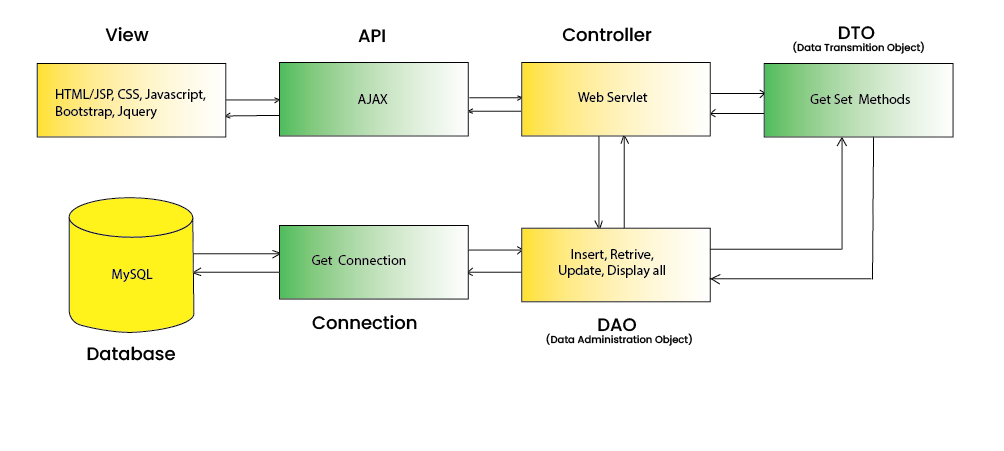 View
API
Controller
DTO
(Data Transmition Object)
HTML/JSP, CSS, Javascript,
Bootstrap, Jquery
AJAX
Web Servlet
Get Set Methods
MySQL
Get Connection
Insert, Retrive,
Update, Display all
Connection
DAO
(Data Administration Object)
Database